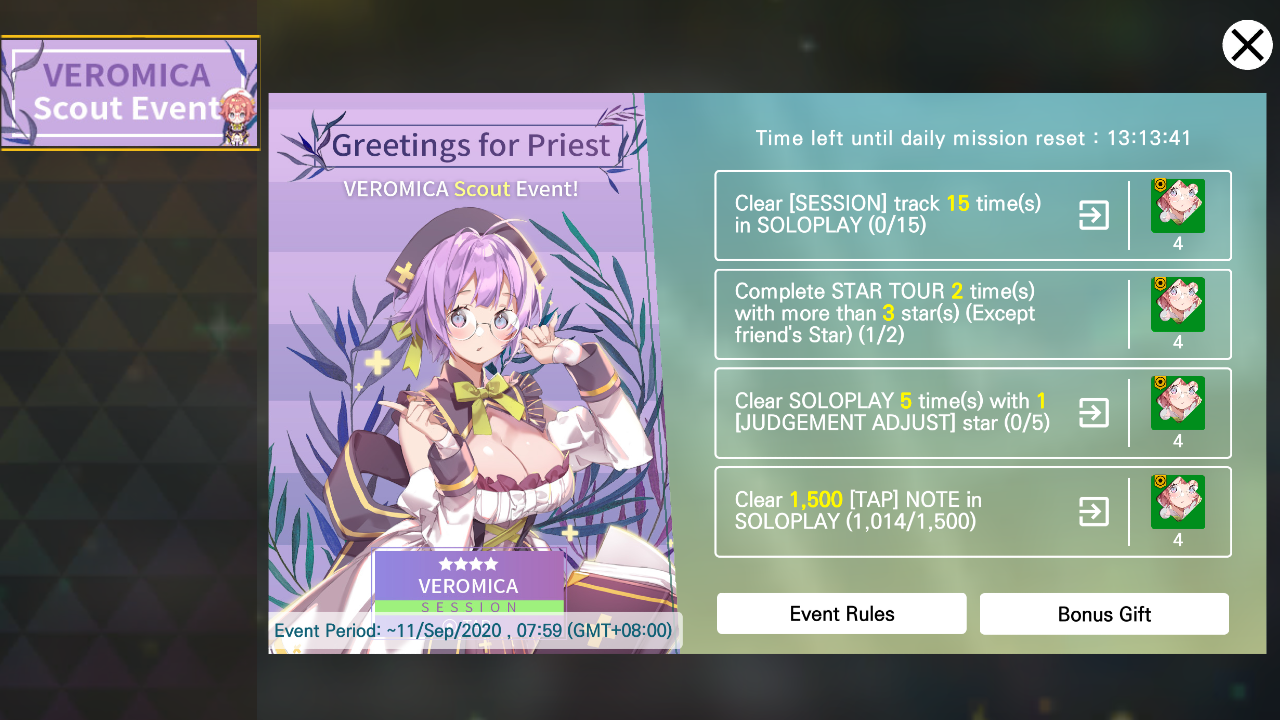 VEROMICA
Scout Event
Greetings for Priest
VEROMICA Scout Event!
★★★★
VEROMICA
SESSION
Event Period: ~11/Sep/2020 , 07:59 (GMT+08:00)
Time left until daily mission reset : 13:13:41
Clear [SESSION] track 15 time(s)
in SOLOPLAY (0/15)
4
Complete STAR TOUR 2 time(s)
with more than 3 star(s) (Except
friend's Star) (1/2)
4
Clear SOLOPLAY 5 time(s) with 1
[JUDGEMENT ADJUST] star (0/5)
4
Clear 1,500 [TAP] NOTE in
SOLOPLAY (1,014/1,500)
4
Event Rules
Bonus Gift